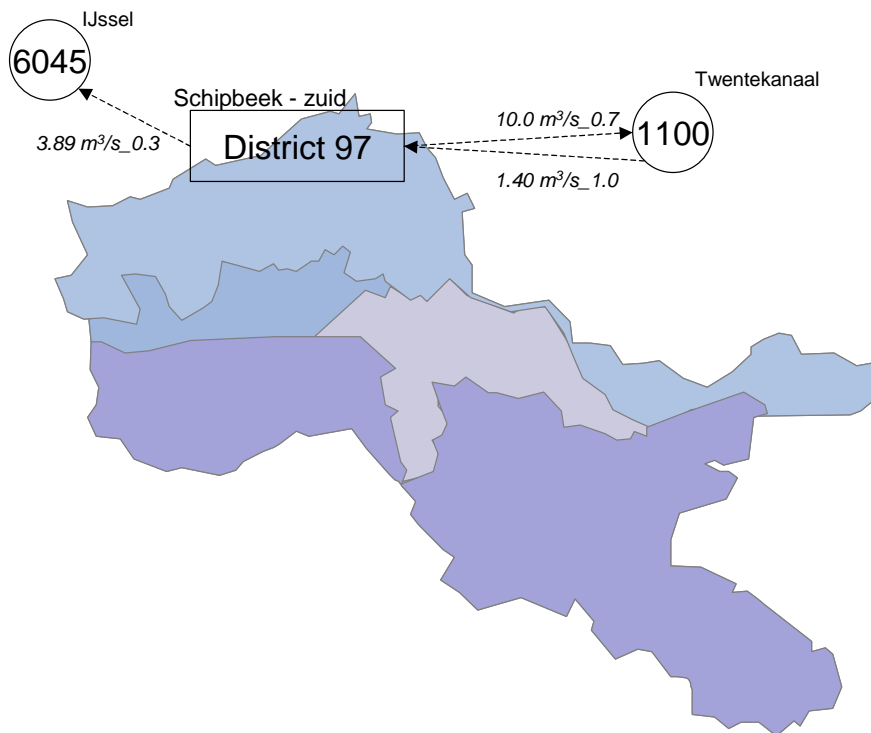 IJssel
6045
Twentekanaal
Schipbeek - zuid
10.0 m³/s_0.7
1100
3.89 m³/s_0.3
District 97
1.40 m³/s_1.0